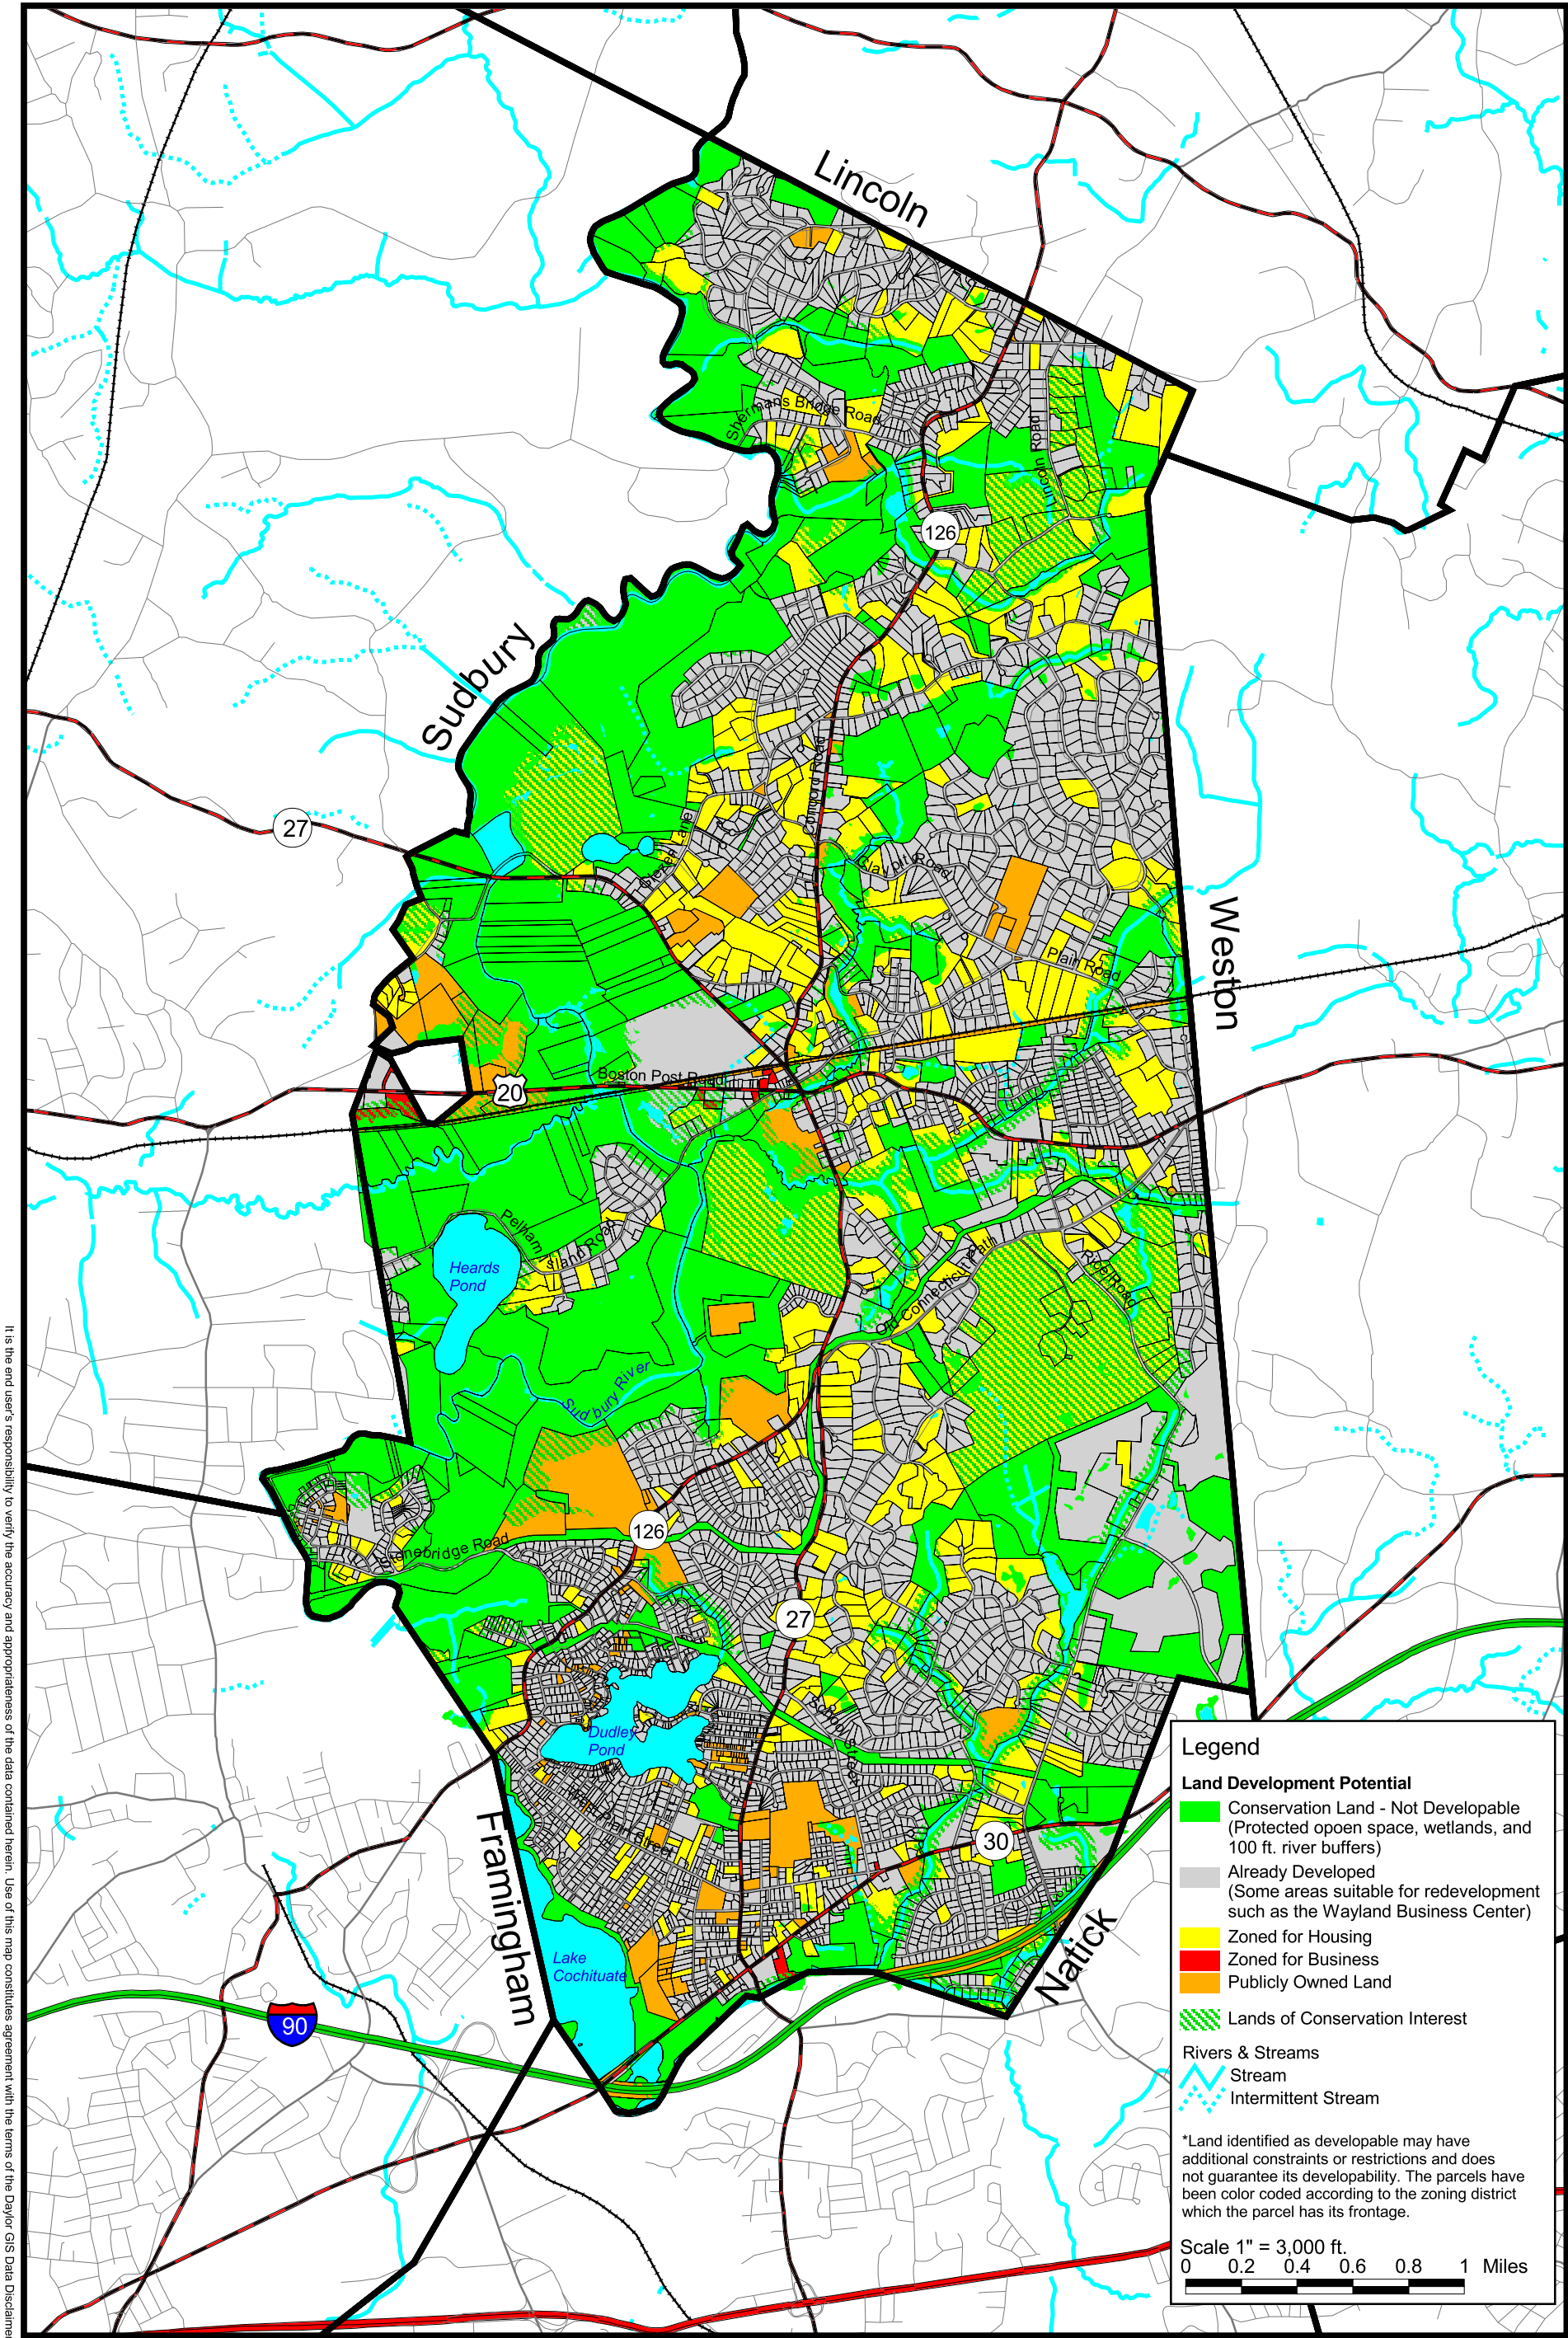 Lincoln
Shermans Bridge Road
Lincoln Road
126
Sudbury
27
Concord Road
Glezen Lane
Claypit Road
Weston
Plain Road
Boston Post Road
20
Pelham
Island Road
Heards
Pond
Old Connecticut Path
Rice Road
Sudbury River
126
Stonebridge Road
27
School Street
Dudley
Pond
30
Framingham
Lake
Cochituate
Natick
90
Legend
Land Development Potential
Conservation Land - Not Developable
(Protected opoen space, wetlands, and
100 ft. river buffers)
Already Developed
(Some areas suitable for redevelopment
such as the Wayland Business Center)
Zoned for Housing
Zoned for Business
Publicly Owned Land
Lands of Conservation Interest
Rivers & Streams
Stream
Intermittent Stream
*Land identified as developable may have
additional constraints or restrictions and does
not guarantee its developability. The parcels have
been color coded according to the zoning district
which the parcel has its frontage.
Scale 1" = 3,000 ft.
0 0.2 0.4 0.6 0.8 1 Miles
It is the end user's responsibility to verify the accuracy and appropriateness of the data contained herein. Use of this map constitutes agreement with the terms of the Daylor GIS Data Disclaimer